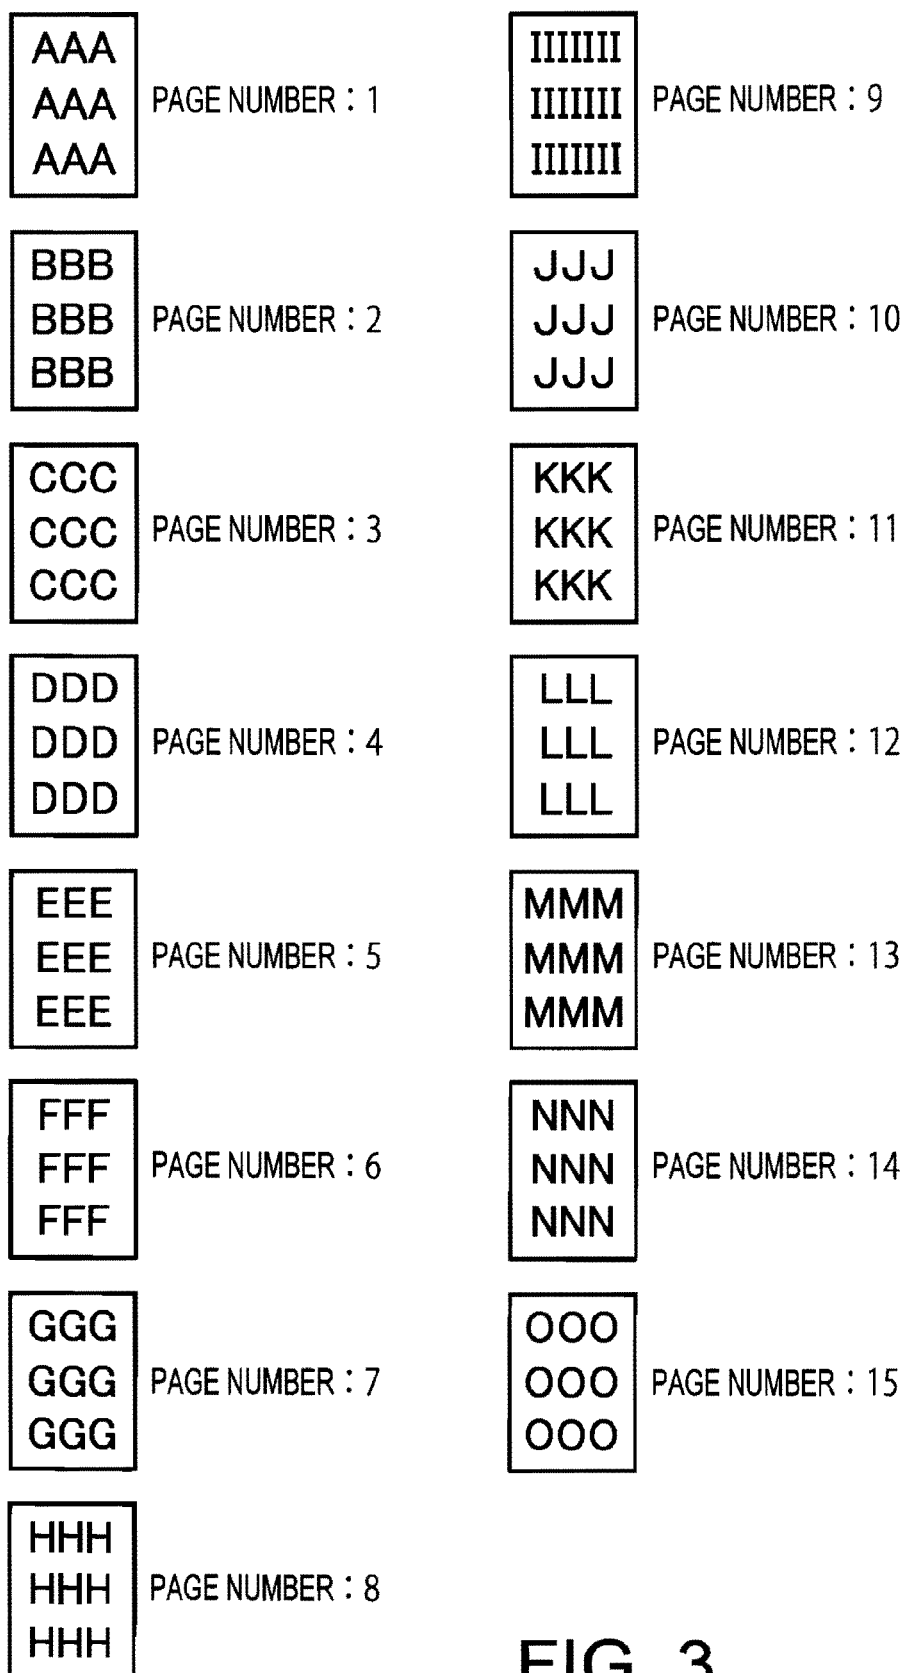 AAA
AAA
AAA
PAGE NUMBER : 1
BBB
BBB
BBB
PAGE NUMBER : 2
CCC
CCC
CCC
PAGE NUMBER : 3
DDD
DDD
DDD
PAGE NUMBER : 4
EEE
EEE
EEE
PAGE NUMBER : 5
FFF
FFF
FFF
PAGE NUMBER : 6
GGG
GGG
GGG
PAGE NUMBER : 7
HHH
HHH
HHH
PAGE NUMBER : 8
IIIIIII
IIIIIII
IIIIIII
PAGE NUMBER : 9
JJJ
JJJ
JJJ
PAGE NUMBER : 10
KKK
KKK
KKK
PAGE NUMBER : 11
LLL
LLL
LLL
PAGE NUMBER : 12
MMM
MMM
MMM
PAGE NUMBER : 13
NNN
NNN
NNN
PAGE NUMBER : 14
OOO
OOO
OOO
PAGE NUMBER : 15
FIG. 3